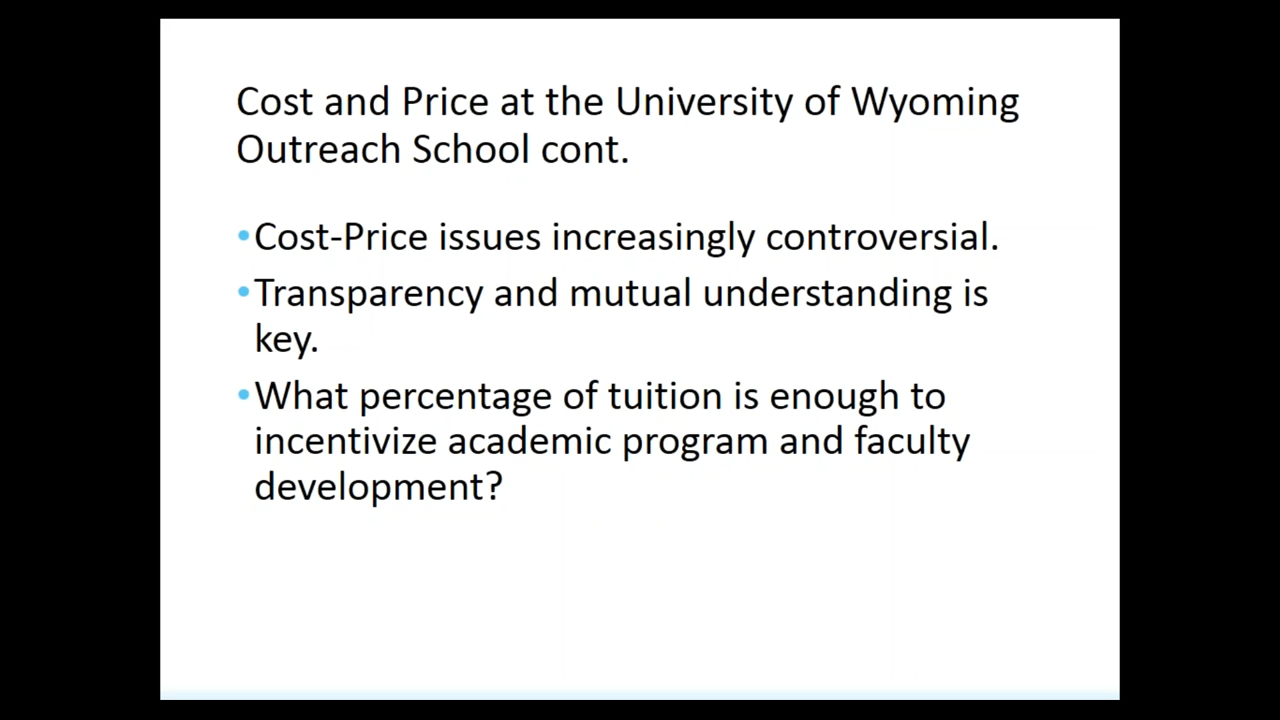 Cost and Price at the University of Wyoming
Outreach School cont.
•Cost-Price issues increasingly controversial.
•Transparency and mutual understanding is
key.
•What percentage of tuition is enough to
incentivize academic program and faculty
development?